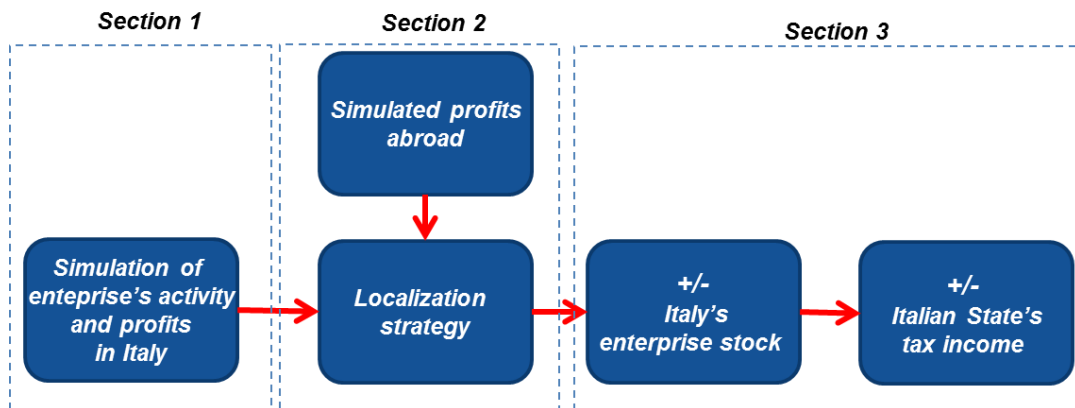 Section 1
Section 2
Section 3
Simulated profits
abroad
Simulation of
enteprise's activity
and profits
in Italy
Localization
strategy
+/-
Italy's
enterprise stock
+/-
Italian State's
tax income